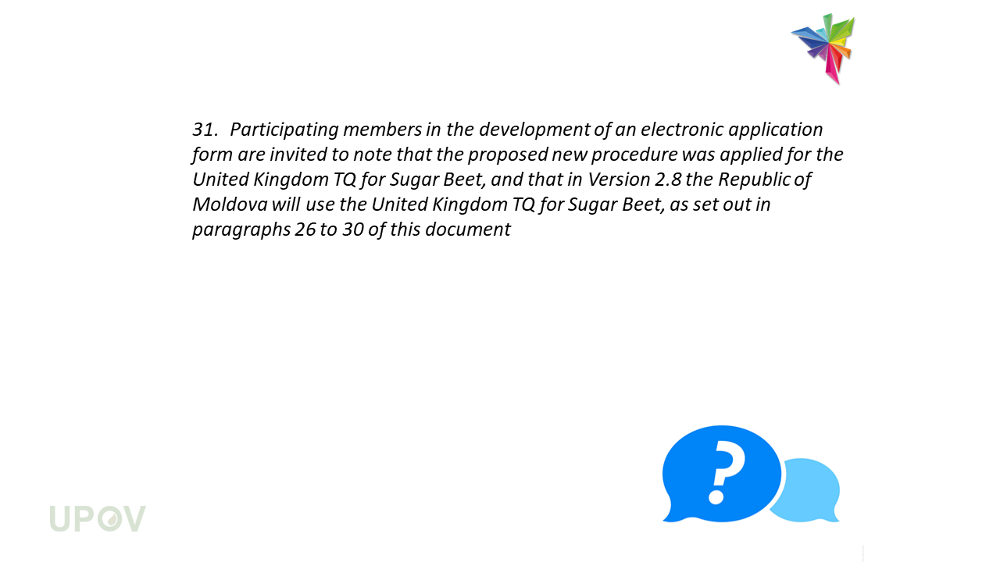 31. Participating members in the development of an electronic application
form are invited to note that the proposed new procedure was applied for the
United Kingdom TQ for Sugar Beet, and that in Version 2.8 the Republic of
Moldova will use the United Kingdom TQ for Sugar Beet, as set out in
paragraphs 26 to 30 of this document
?
UPOV